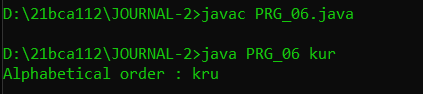 D:\21bca112\JOURNAL-2>javac PRG_06.java
D:\21bca112\JOURNAL-2>java PRG_06 kur
Alphabetical order : kru